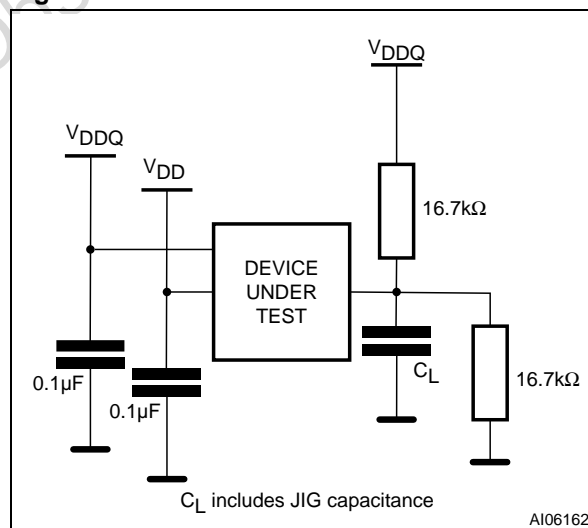 VDDQ
VDDQ
VDD
16.7kΩ
DEVICE
UNDER
TEST
CL
0.1µF
0.1µF
16.7kΩ
CL includes JIG capacitance
AI06162